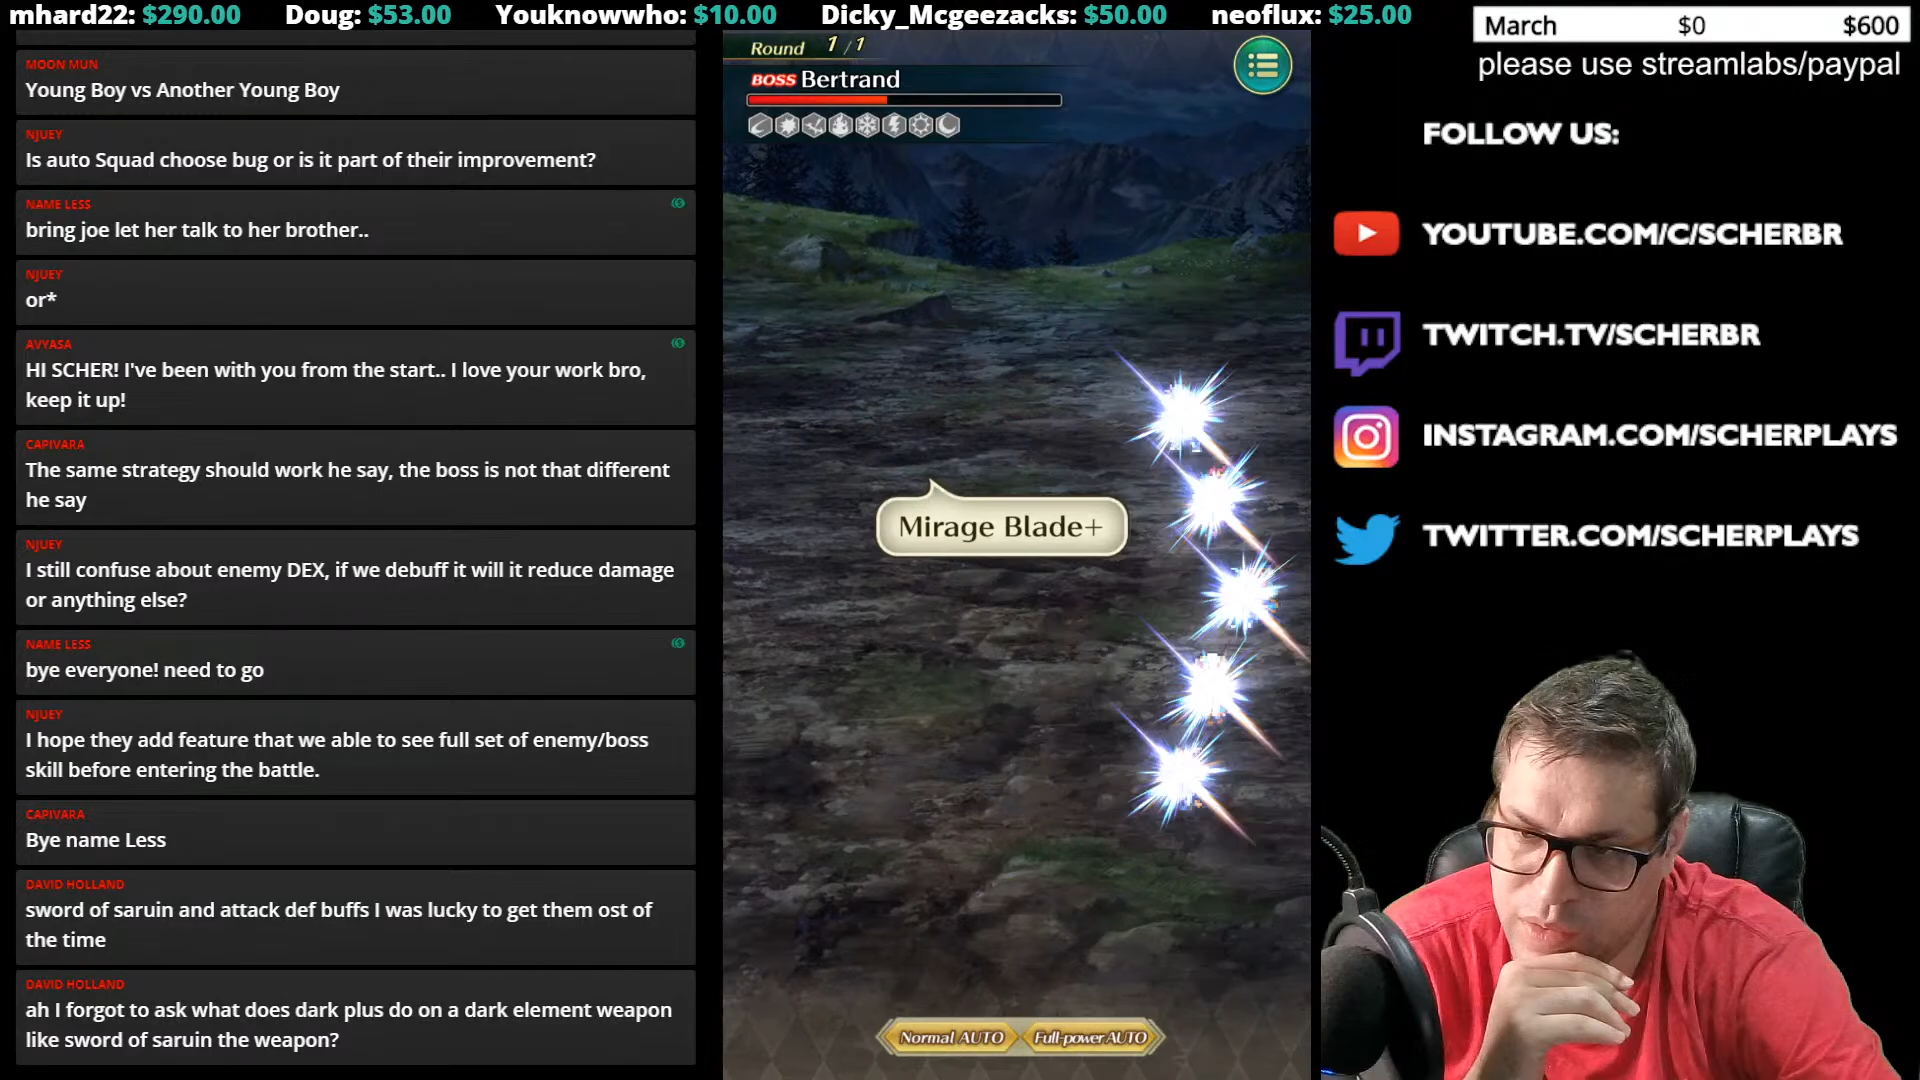 mhard22: $290.00 Doug: $53.00 Youknowwho: $10.00 Dicky_Mcgeezacks: $50.00 neoflux: $25.00
MOON MUN
Young Boy vs Another Young Boy
NJUEY
Is auto Squad choose bug or is it part of their improvement?
NAME LESS
bring joe let her talk to her brother..
NJUEY
or*
AVYASA
HI SCHER! I've been with you from the start.. I love your work bro,
keep it up!
CAPIVARA
The same strategy should work he say, the boss is not that different
he say
NJUEY
I still confuse about enemy DEX, if we debuff it will it reduce damage
or anything else?
NAME LESS
bye everyone! need to go
NJUEY
I hope they add feature that we able to see full set of enemy/boss
skill before entering the battle.
CAPIVARA
Bye name Less
DAVID HOLLAND
sword of saruin and attack def buffs I was lucky to get them ost of
the time
DAVID HOLLAND
ah I forgot to ask what does dark plus do on a dark element weapon
like sword of saruin the weapon?
Round 1/1
BOSS Bertrand
Mirage Blade+
Normal AUTO Full-power AUTO
March $0 $600
please use streamlabs/paypal
FOLLOW US:
YOUTUBE.COM/C/SCHERBR
TWITCH.TV/SCHERBR
INSTAGRAM.COM/SCHERPLAYS
TWITTER.COM/SCHERPLAYS